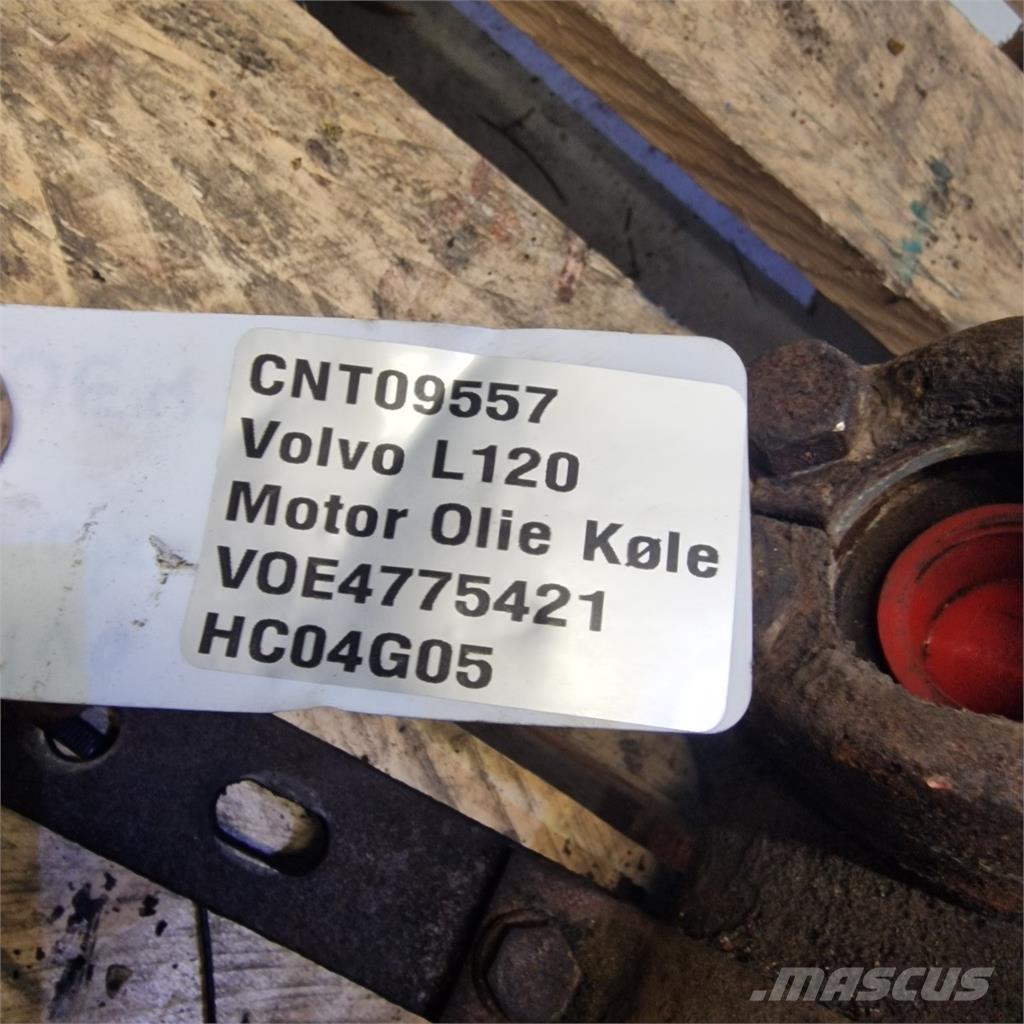 CNT09557
Volvo L120
Motor Olie Køle
VOE4775421
HC04G05
.MASCUS